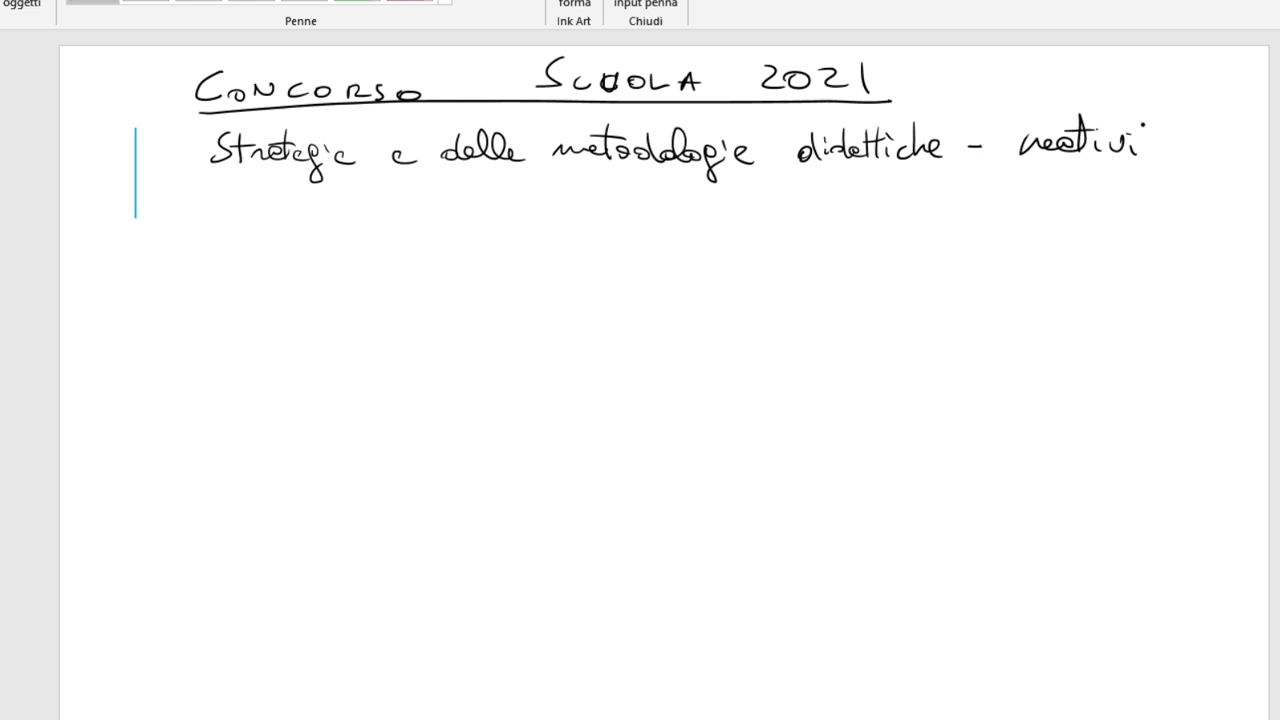 oggetti
Penne
forma
Ink Art
input penna
Chiudi
CONCORSO SCUOLA 2021
Strategie e delle metodologie didattiche - creativi